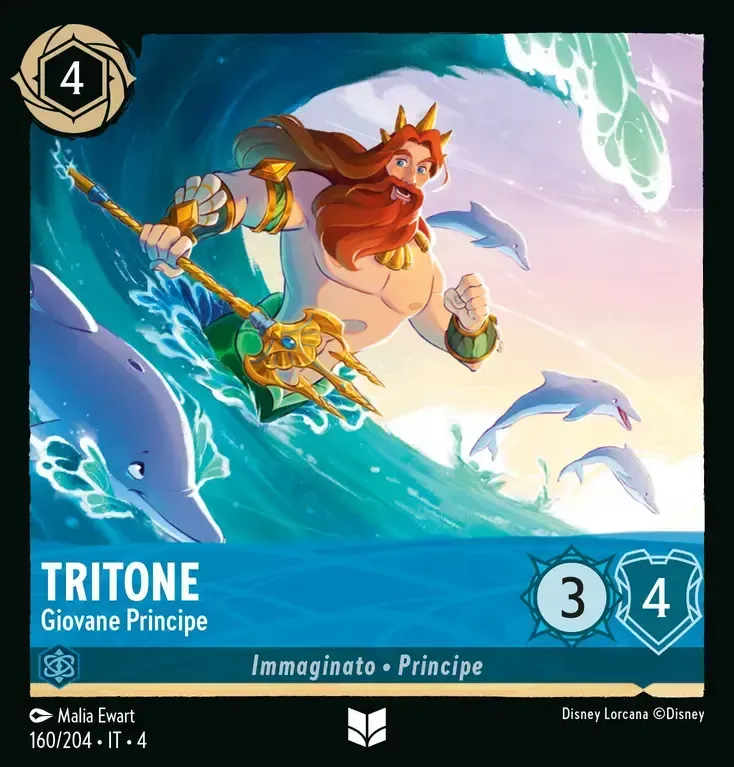 4
TRITONE
Giovane Principe
3
4
Immaginato • Principe
Malia Ewart
Disney Lorcana ©Disney
160/204 • IT • 4